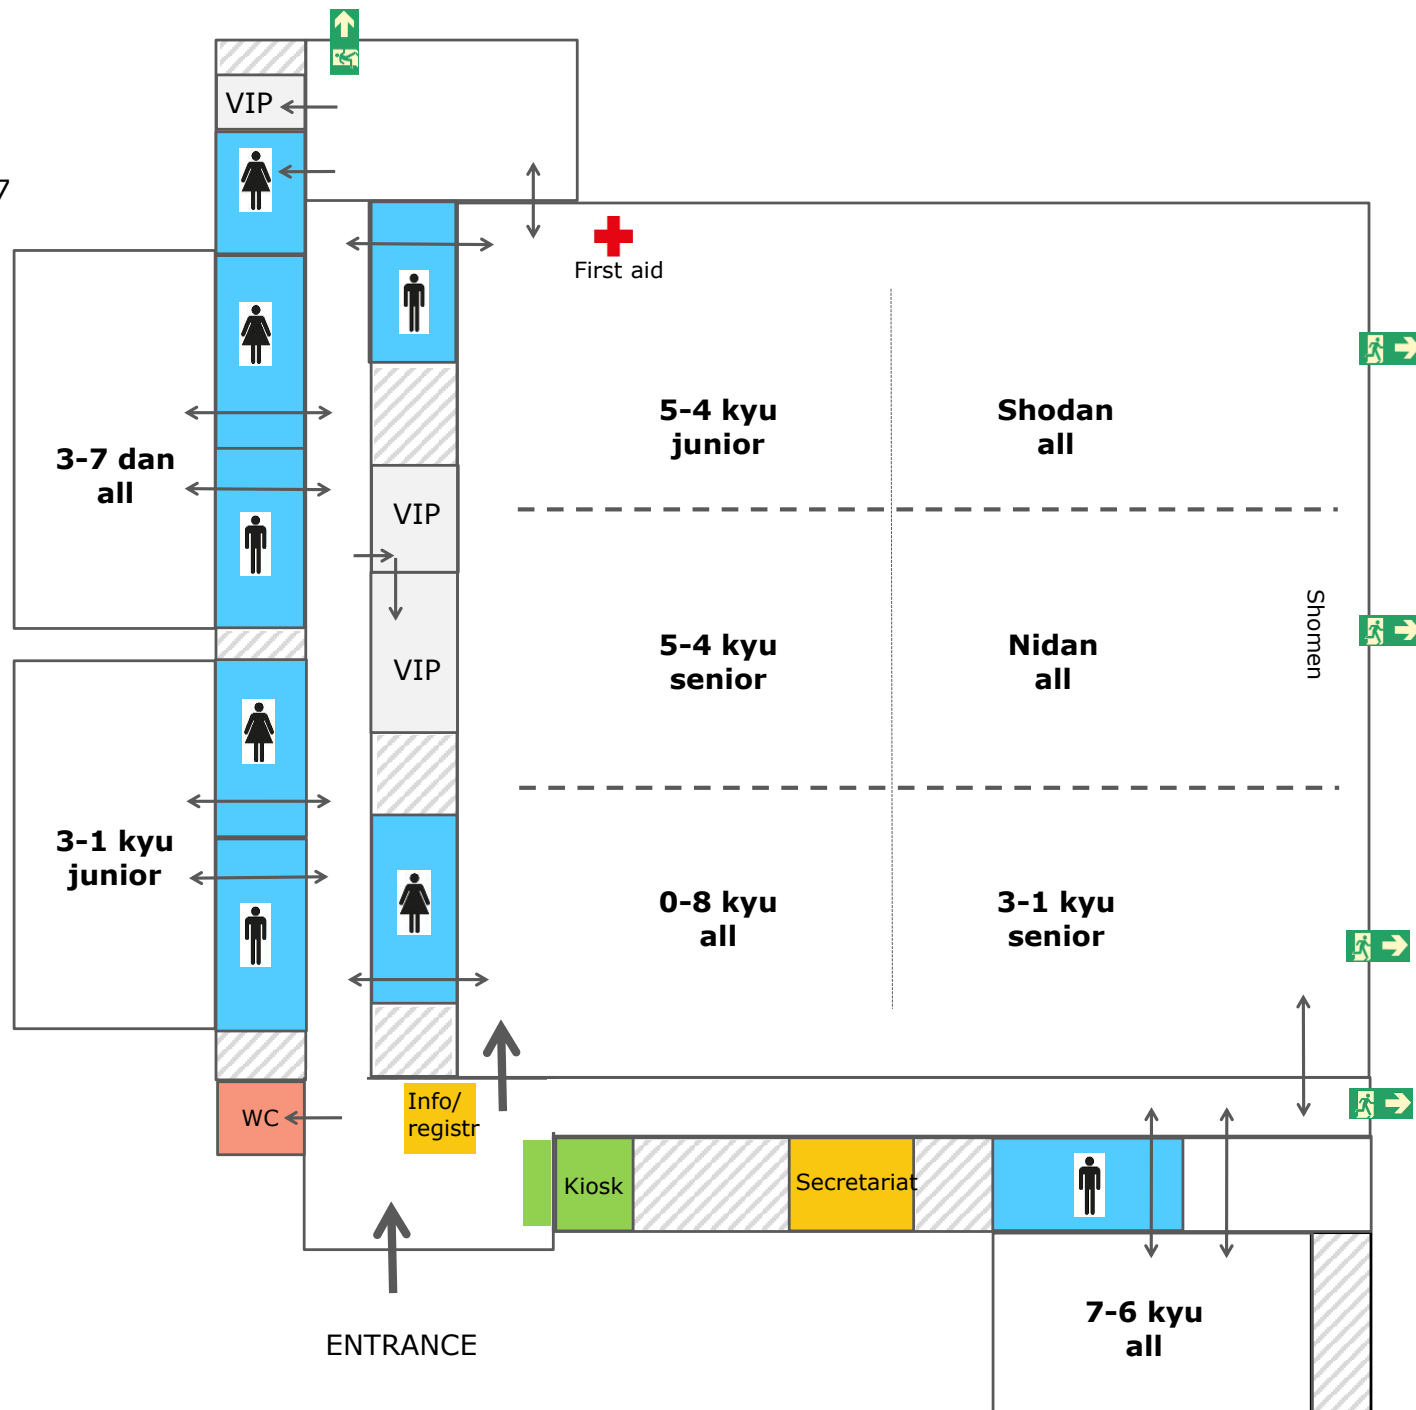 VIP
7
First aid
5-4 kyu
junior
Shodan
all
3-7 dan
all
VIP
5-4 kyu
senior
Nidan
all
Shomen
VIP
3-1 kyu
junior
0-8 kyu
all
3-1 kyu
senior
WC
Info/
registr
Kiosk
Secretariat
7-6 kyu
all
ENTRANCE